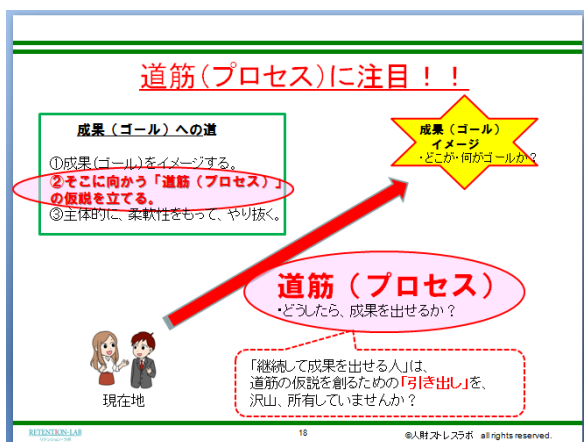 道筋(プロセス)に注目！！
成果（ゴール）への道
①成果(ゴール)をイメージする。
②そこに向かう「道筋（プロセス）」
の仮説を立てる。
③主体的に、柔軟性をもって、やり抜く。
成果（ゴール）
イメージ
・どこが・何がゴールか？
道筋（プロセス）
・どうしたら、成果を出せるか？
現在地
「継続して成果を出せる人」は、
道筋の仮説を創るための「引き出し」を、
沢山、所有していませんか？
RETENTION-LAB
18
©人財ストレスラボ all rights reserved.